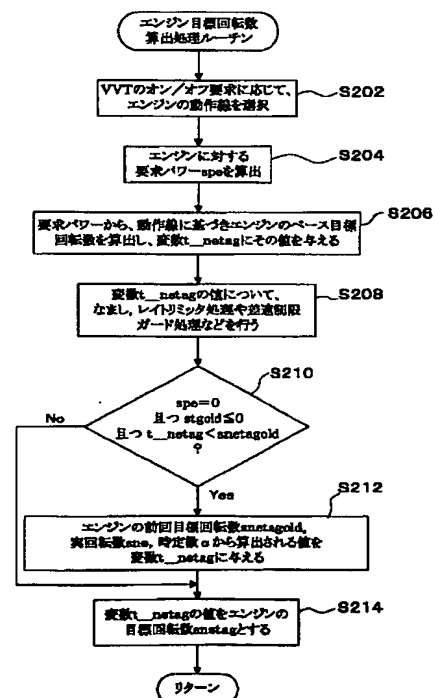 エンジン目標回転数
算出処理ルーチン
VVTのオン/オフ要求に応じて、
エンジンの動作線を選択
S202
エンジンに対する
要求パワーspeを算出
S204
要求パワーから、動作線に基づきエンジンのベース目標
回転数を算出し、変数t_netagにその値を与える
S206
変数t_netagの値について、
なまし,レイトリミッタ処理や差速制限
ガード処理などを行う
S208
S210
spe=0
且つ stgold≦0
且つ t_netag<snetagold
?
No
Yes
S212
エンジンの前回目標回転数snetagold,
実回転数sne,時定数αから算出される値を
変数t_netagに与える
S214
変数t_netagの値をエンジンの
目標回転数snetagとする
リターン